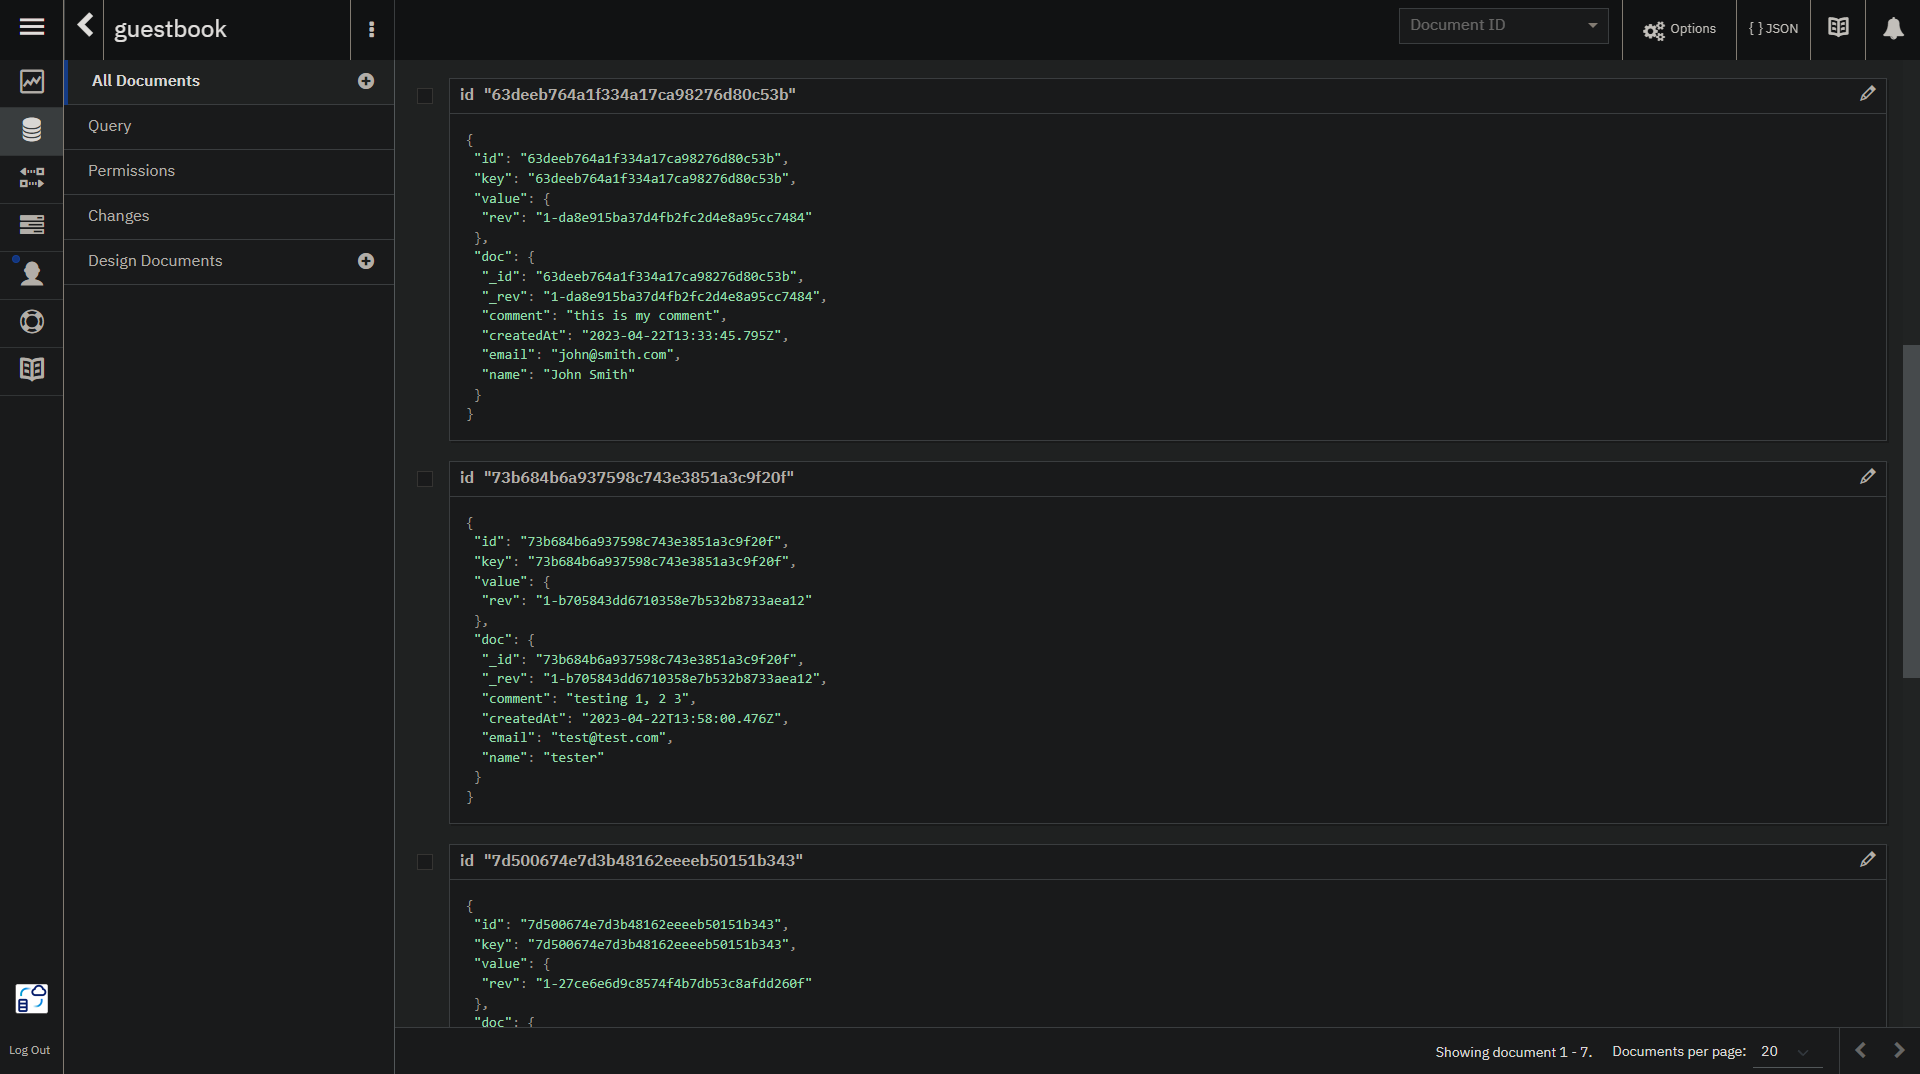 guestbook
Document ID
Options
{ } JSON
All Documents
Query
Permissions
Changes
Design Documents
id "63deeb764a1f334a17ca98276d80c53b"
{
"id": "63deeb764a1f334a17ca98276d80c53b",
"key": "63deeb764a1f334a17ca98276d80c53b",
"value": {
"rev": "1-da8e915ba37d4fb2fc2d4e8a95cc7484"
},
"doc": {
"_id": "63deeb764a1f334a17ca98276d80c53b",
"_rev": "1-da8e915ba37d4fb2fc2d4e8a95cc7484",
"comment": "this is my comment",
"createdAt": "2023-04-22T13:33:45.795Z",
"email": "john@smith.com",
"name": "John Smith"
}
}
id "73b684b6a937598c743e3851a3c9f20f"
{
"id": "73b684b6a937598c743e3851a3c9f20f",
"key": "73b684b6a937598c743e3851a3c9f20f",
"value": {
"rev": "1-b705843dd6710358e7b532b8733aea12"
},
"doc": {
"_id": "73b684b6a937598c743e3851a3c9f20f",
"_rev": "1-b705843dd6710358e7b532b8733aea12",
"comment": "testing 1, 2 3",
"createdAt": "2023-04-22T13:58:00.476Z",
"email": "test@test.com",
"name": "tester"
}
}
id "7d500674e7d3b48162eeeeb50151b343"
{
"id": "7d500674e7d3b48162eeeeb50151b343",
"key": "7d500674e7d3b48162eeeeb50151b343",
"value": {
"rev": "1-27ce6e6d9c8574f4b7db53c8afdd260f"
},
"doc": {
Log Out
Showing document 1 - 7. Documents per page: 20